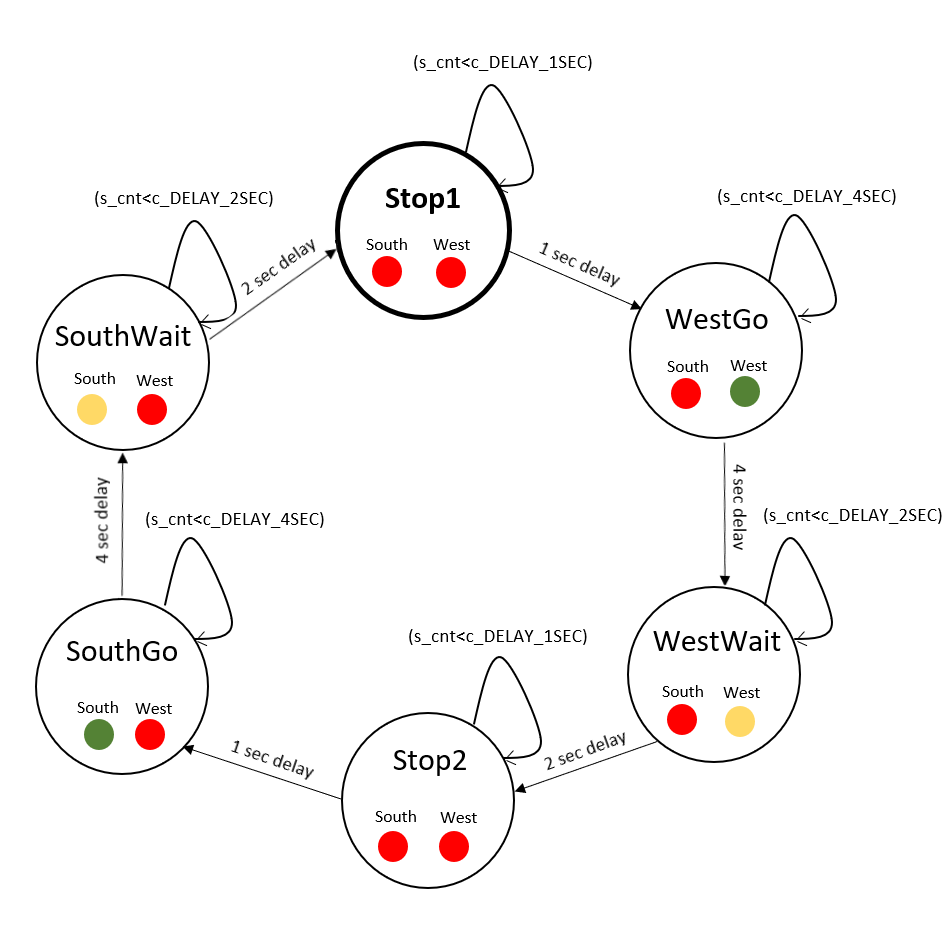 (s_cnt<c_DELAY_1SEC)
Stop1
South West
(s_cnt<c_DELAY_2SEC)
2 sec delay
SouthWait
South West
1 sec delay
(s_cnt<c_DELAY_4SEC)
WestGo
South West
4 sec delay
(s_cnt<c_DELAY_4SEC)
4 sec delay
(s_cnt<c_DELAY_2SEC)
SouthGo
South West
WestWait
South West
(s_cnt<c_DELAY_1SEC)
1 sec delay
2 sec delay
Stop2
South West